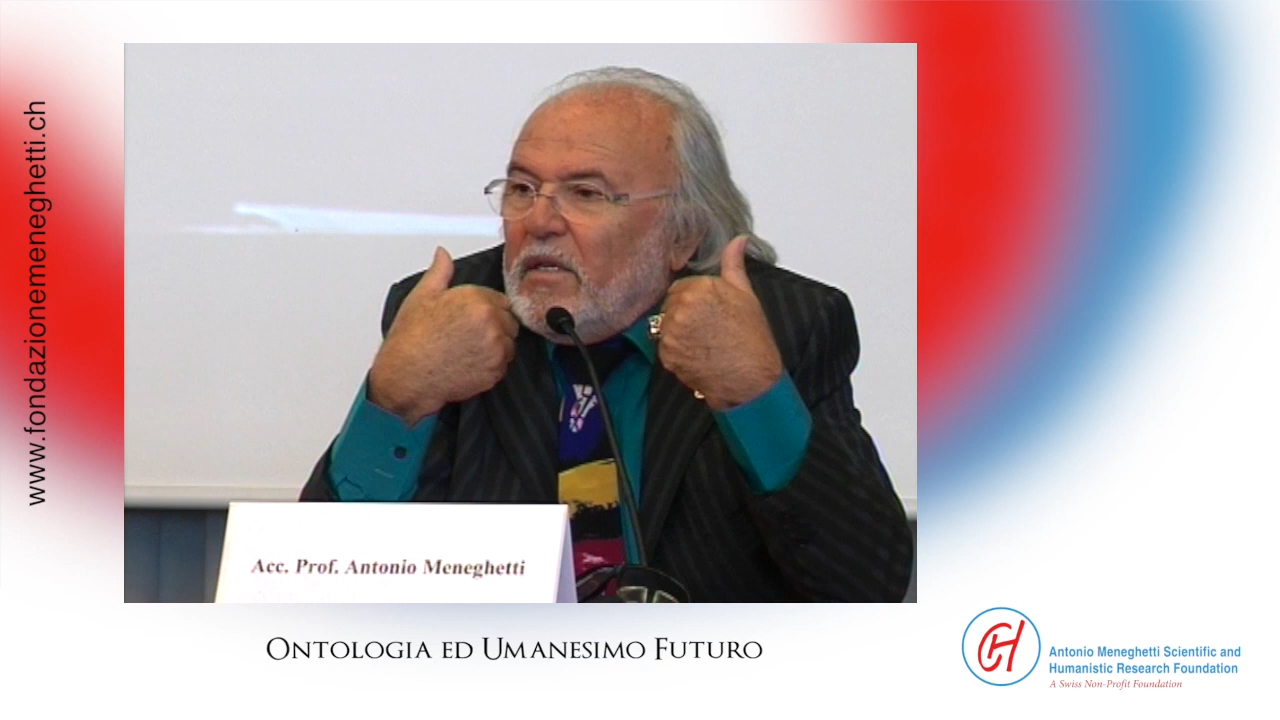 www.fondazionemeneghetti.ch
Acc. Prof. Antonio Meneghetti
Ontologia ed Umanesimo Futuro
CH
Antonio Meneghetti Scientific and
Humanistic Research Foundation
A Swiss Non-Profit Foundation